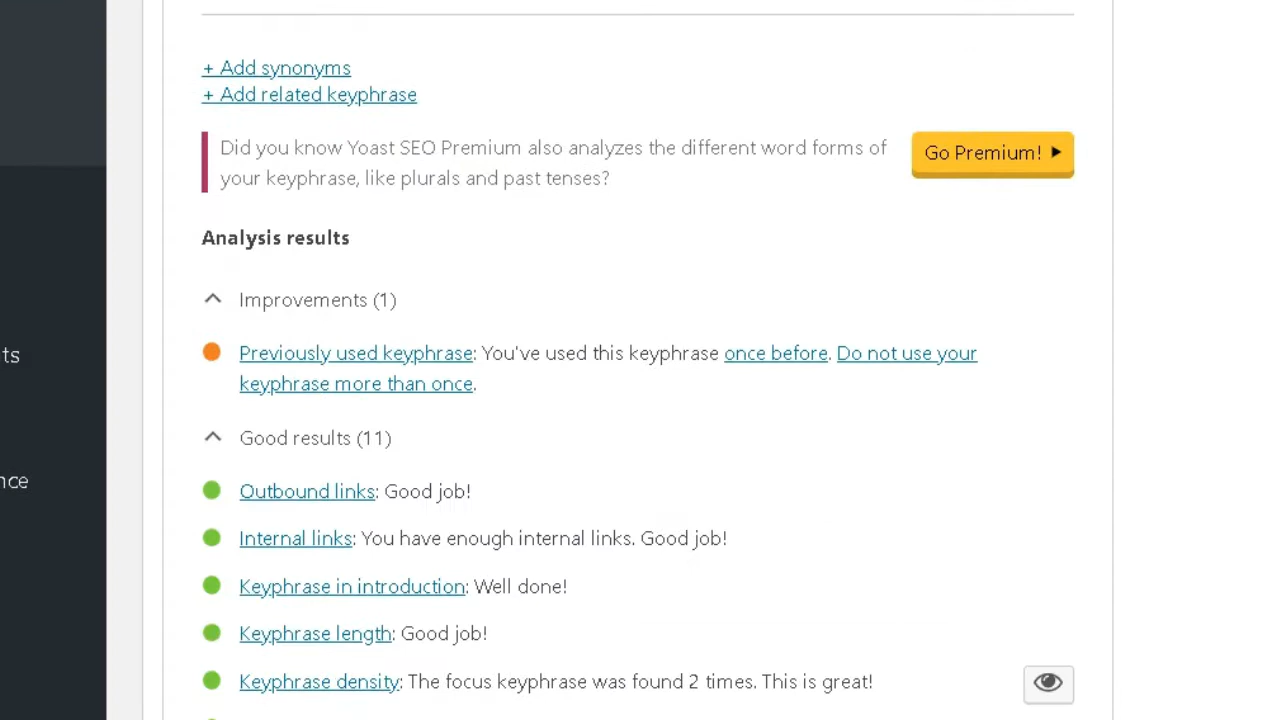 + Add synonyms
+ Add related keyphrase
Did you know Yoast SEO Premium also analyzes the different word forms of
your keyphrase, like plurals and past tenses?
Go Premium!
Analysis results
Improvements (1)
Previously used keyphrase: You've used this keyphrase once before. Do not use your
keyphrase more than once.
ts
Good results (11)
nce
Outbound links: Good job!
Internal links: You have enough internal links. Good job!
Keyphrase in introduction: Well done!
Keyphrase length: Good job!
Keyphrase density: The focus keyphrase was found 2 times. This is great!